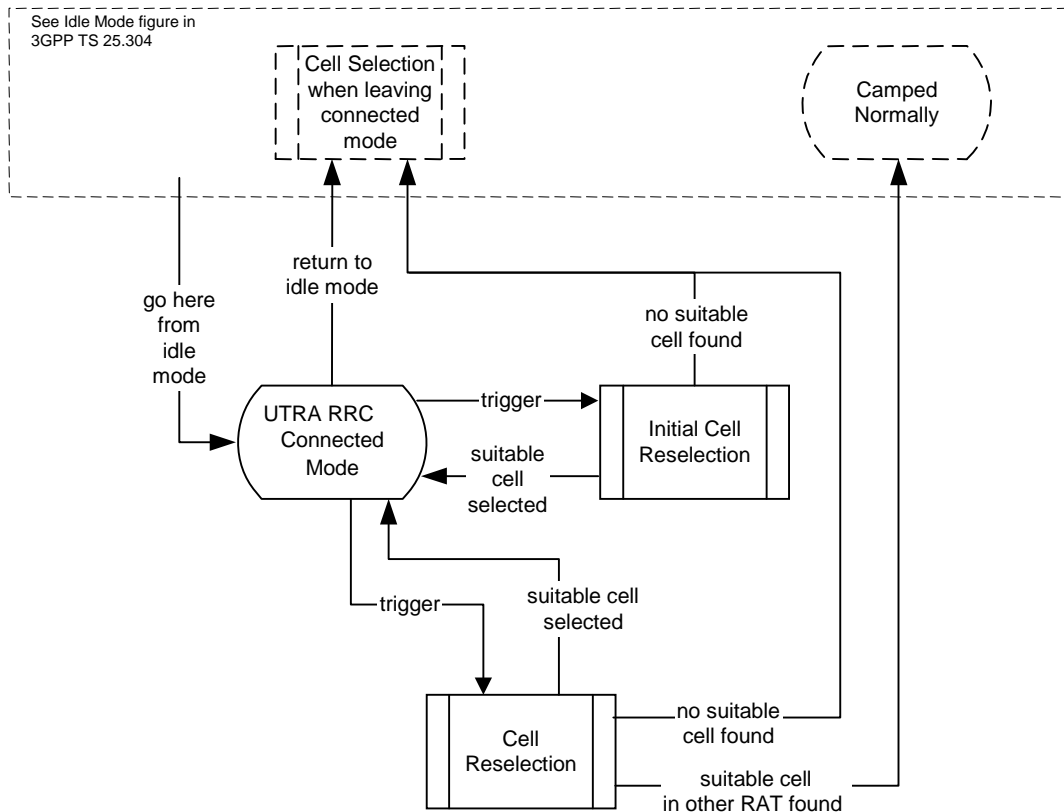 See Idle Mode figure in
3GPP TS 25.304
Cell Selection
when leaving
connected
mode
Camped
Normally
return to
idle mode
go here
from
idle
mode
no suitable
cell found
UTRA RRC
Connected
Mode
trigger
Initial Cell
Reselection
suitable
cell
selected
trigger
suitable cell
selected
Cell
Reselection
no suitable
cell found
suitable cell
in other RAT found